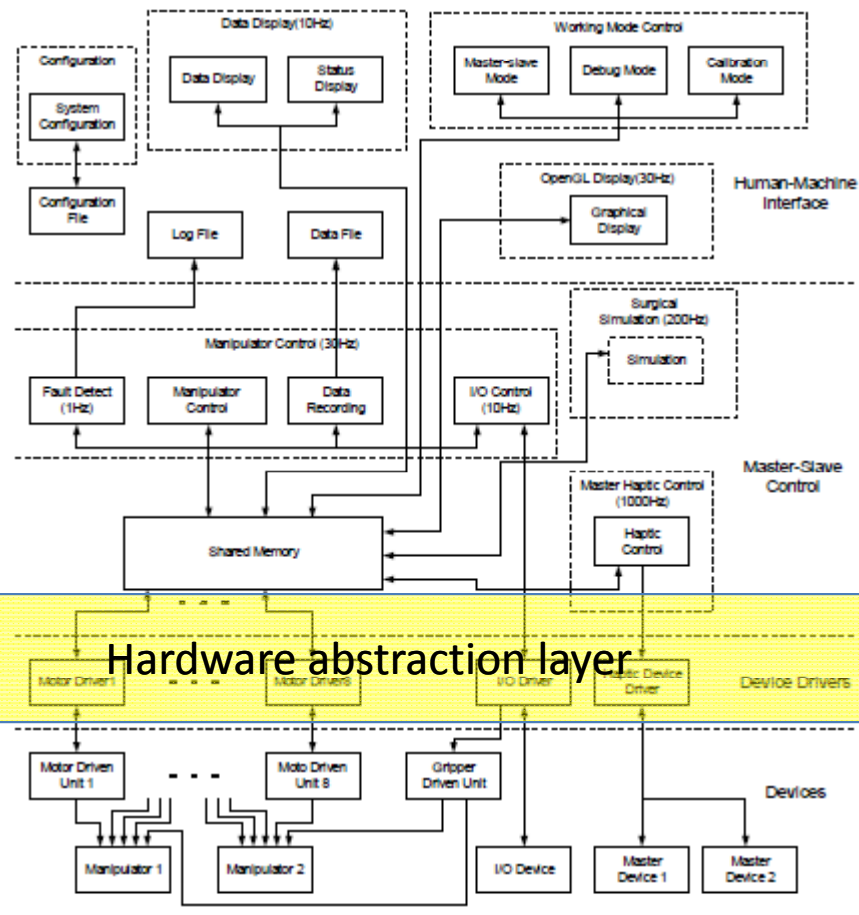 Data Display(10Hz)
Working Mode Control
Configuration
Data Display
Status
Display
Master-slave
Mode
Debug Mode
Calibration
Mode
System
Configuration
OpenGL Display(30Hz)
Human-Machine
Interface
Configuration
File
Graphical
Display
Log File
Data File
Surgical
Simulation (200Hz)
Manipulator Control (30Hz)
Simulation
Fault Detect
(1Hz)
Manipulator
Control
Data
Recording
I/O Control
(10Hz)
Master-Slave
Control
Master Haptic Control
(1000Hz)
Shared Memory
Haptic
Control
Hardware abstraction layer
Motor Driver1
Motor Driver8
I/O Driver
Haptic Device
Driver
Device Drivers
Motor Driven
Unit 1
Moto Driven
Unit 8
Gripper
Driven Unit
Devices
Manipulator 1
Manipulator 2
I/O Device
Master
Device 1
Master
Device 2